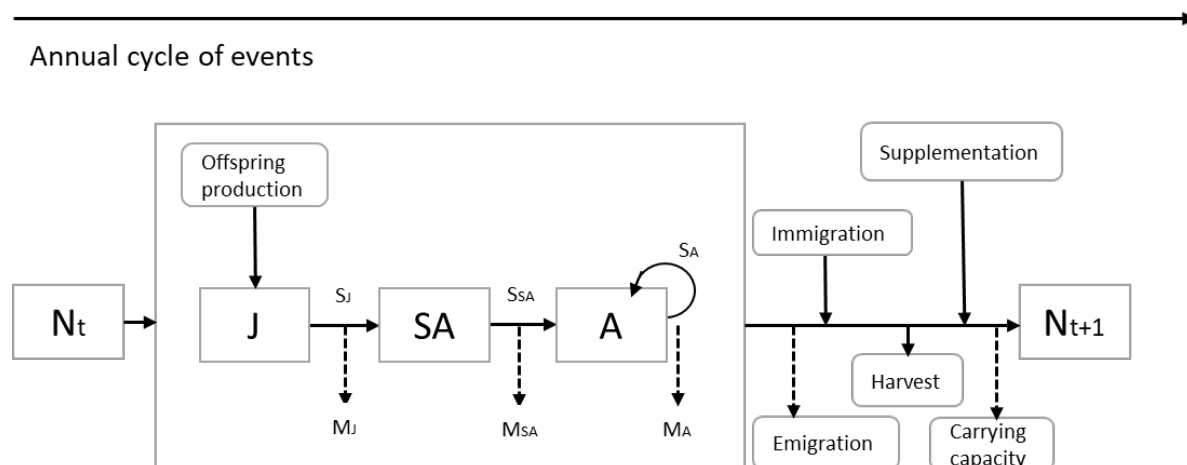 Annual cycle of events
Offspring
production
Supplementation
Immigration
Nt
J
SJ
SA
SSA
A
SA
Nt+1
MJ
MSA
MA
Harvest
Emigration
Carrying
capacity